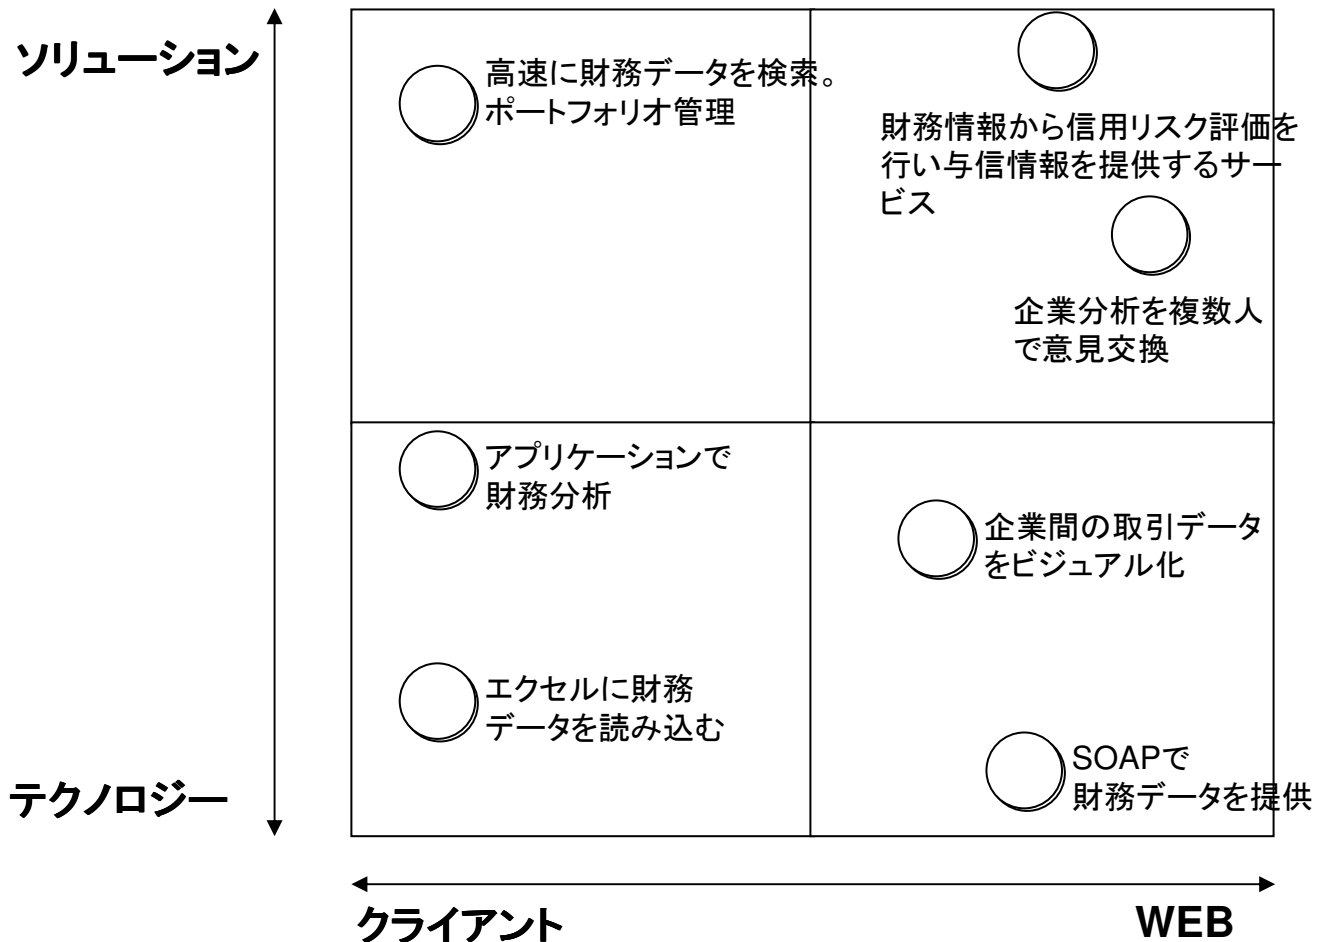 ソリューション
高速に財務データを検索。
ポートフォリオ管理
財務情報から信用リスク評価を
行い与信情報を提供するサー
ビス
企業分析を複数人
で意見交換
アプリケーションで
財務分析
企業間の取引データ
をビジュアル化
エクセルに財務
データを読み込む
SOAPで
財務データを提供
テクノロジー
クライアント
WEB